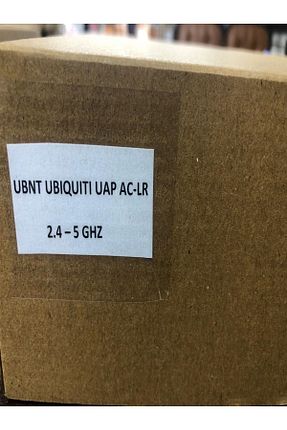 UBNT UBIQUITI UAP AC-LR
2.4 – 5 GHZ